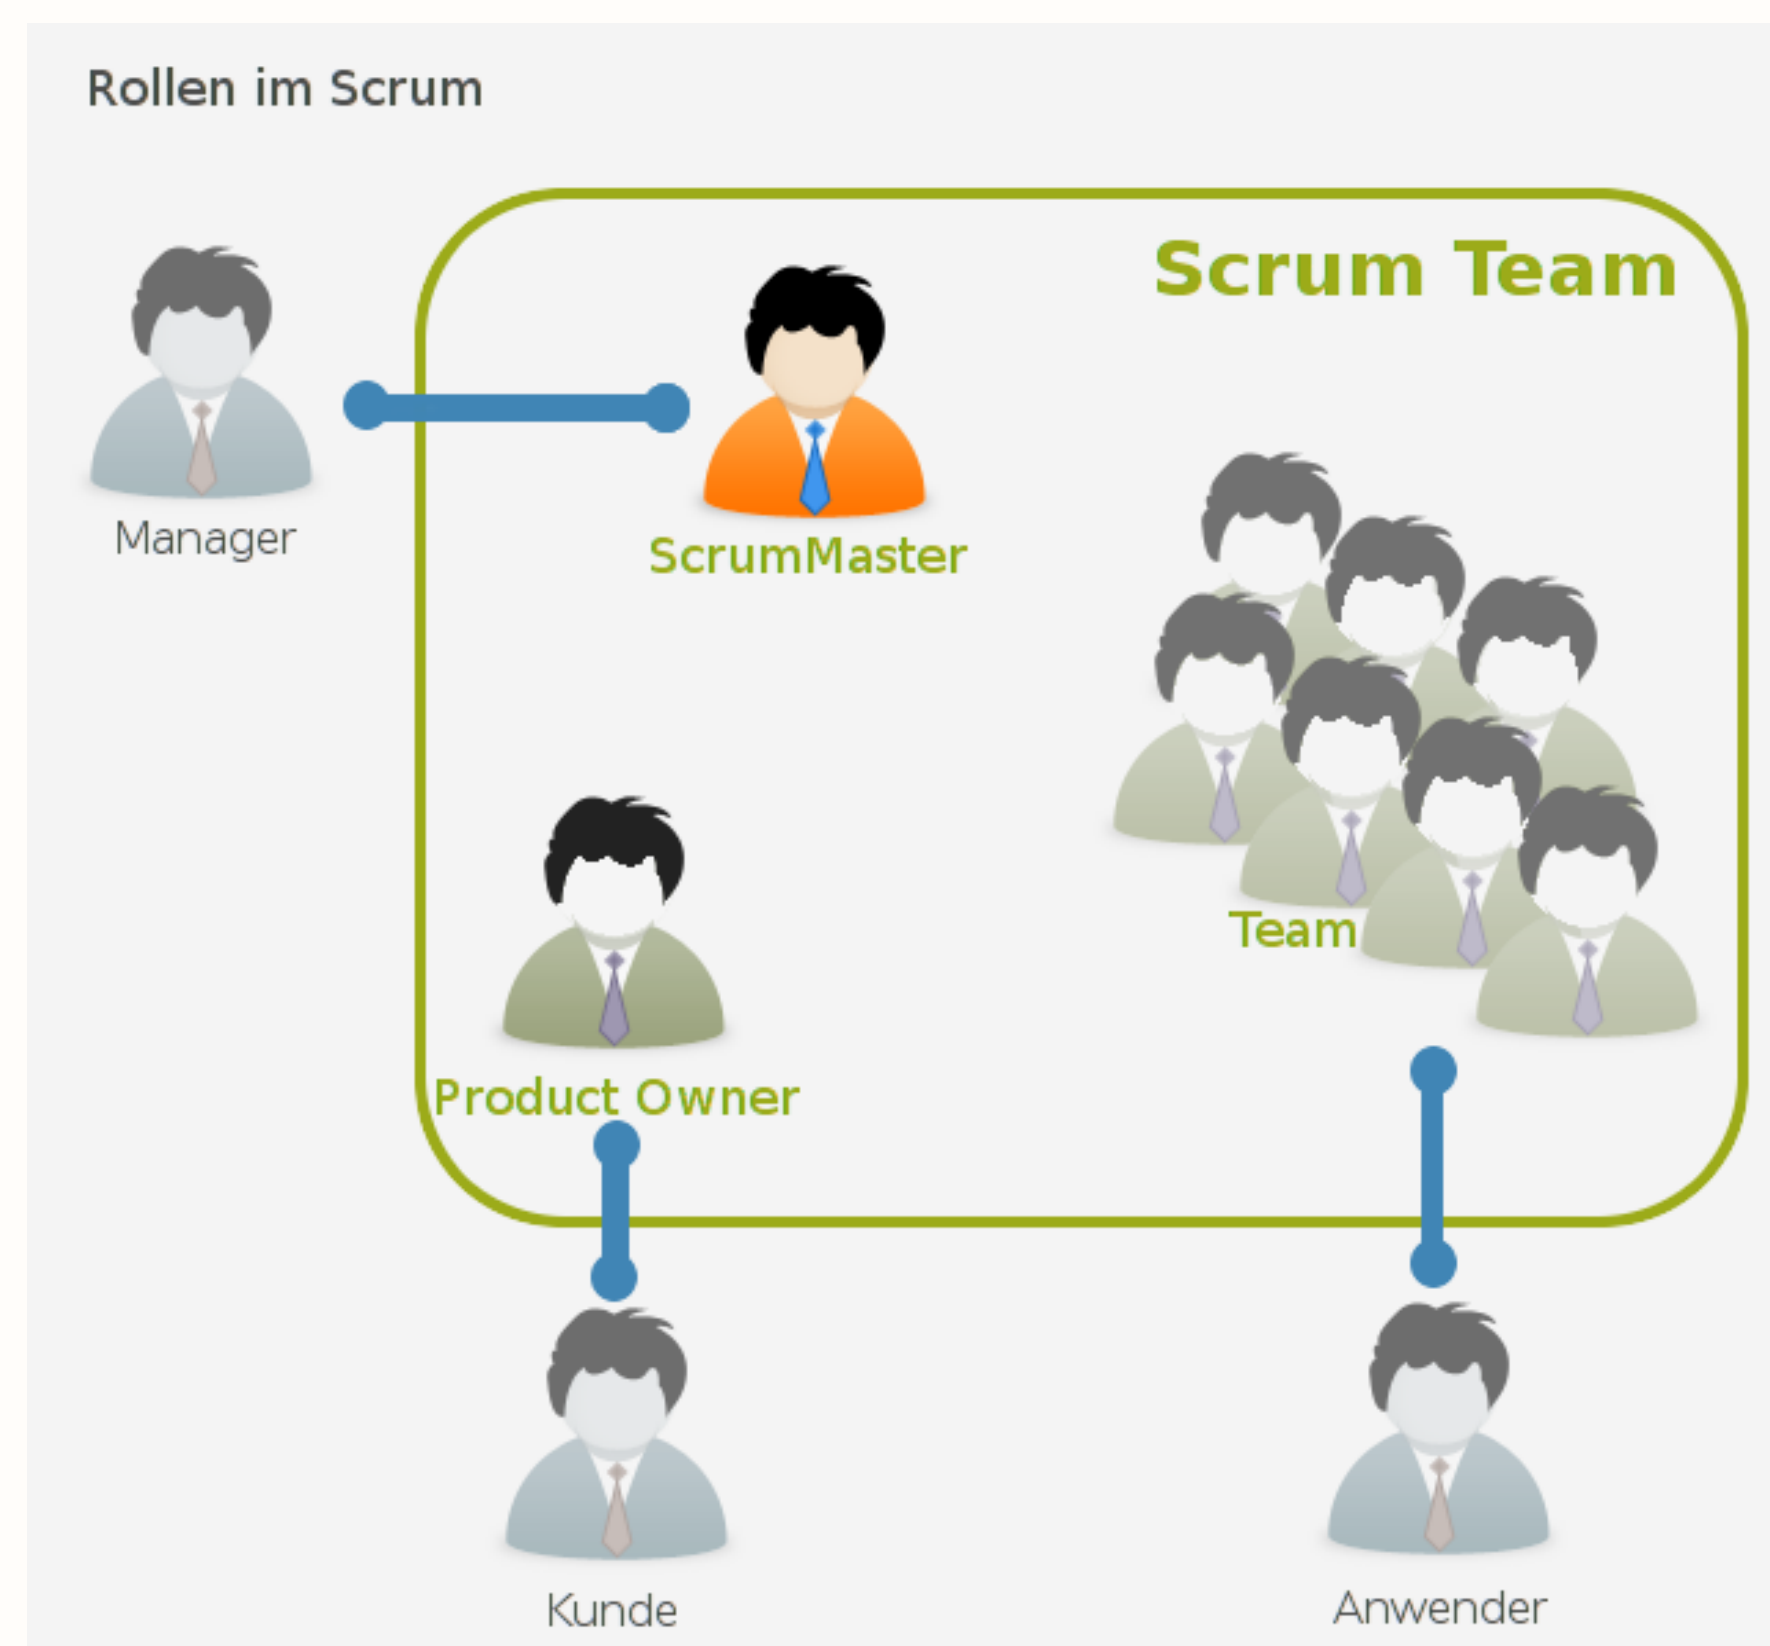 Rollen im Scrum
Scrum Team
Manager
ScrumMaster
Team
Product Owner
Kunde
Anwender